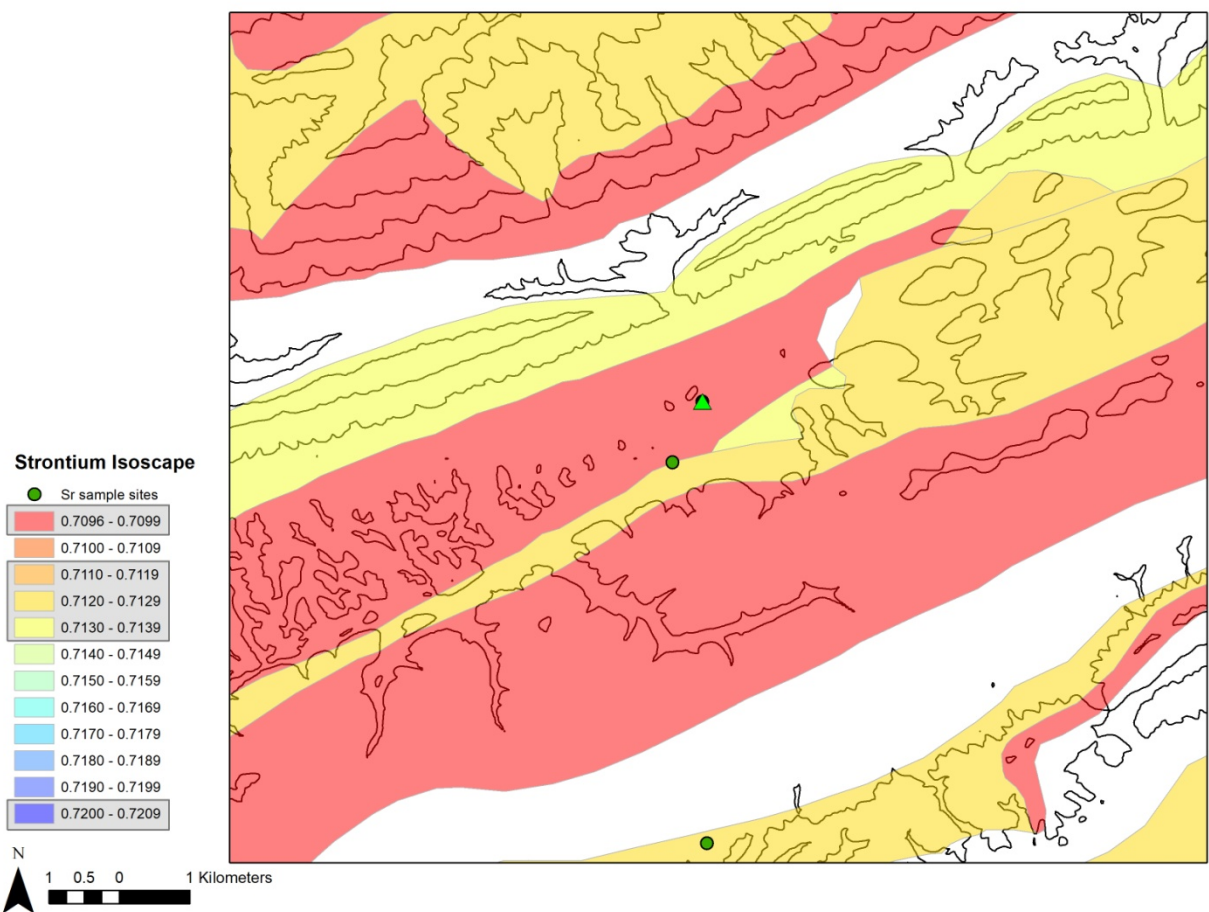 Strontium Isoscape
Sr sample sites
0.7096 - 0.7099
0.7100 - 0.7109
0.7110 - 0.7119
0.7120 - 0.7129
0.7130 - 0.7139
0.7140 - 0.7149
0.7150 - 0.7159
0.7160 - 0.7169
0.7170 - 0.7179
0.7180 - 0.7189
0.7190 - 0.7199
0.7200 - 0.7209
N
1 0.5 0 1 Kilometers